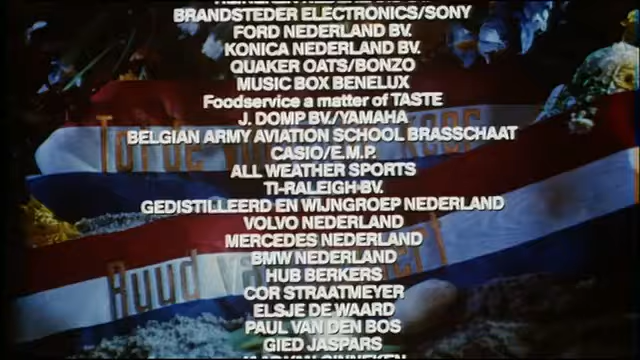 BRANDSTEDER ELECTRONICS/SONY
FORD NEDERLAND BV.
KONICA NEDERLAND BV.
QUAKER OATS/BONZO
MUSIC BOX BENELUX
Foodservice a matter of TASTE
J. DOMP BV./YAMAHA
BELGIAN ARMY AVIATION SCHOOL BRASSCHAAT
CASIO/E.M.P.
ALL WEATHER SPORTS
TI-RALEIGH BV.
GEDISTILLEERD EN WIJNGROEP NEDERLAND
VOLVO NEDERLAND
MERCEDES NEDERLAND
BMW NEDERLAND
HUB BERKERS
COR STRAATMEYER
ELSJE DE WAARD
PAUL VAN DEN BOS
GIED JASPARS
Tot de
Ruud